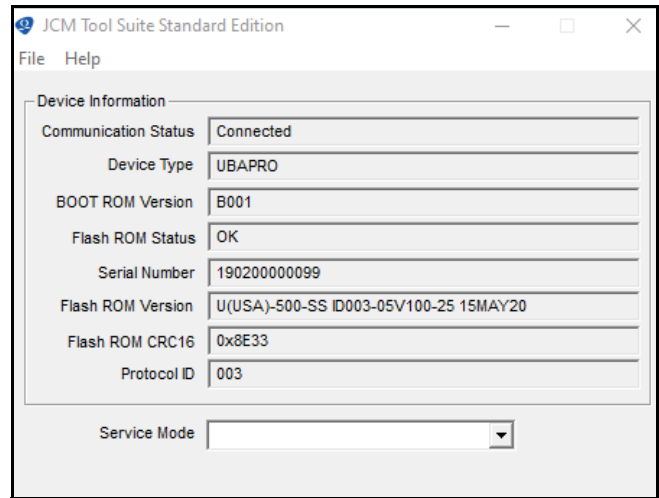 JCM Tool Suite Standard Edition
File Help
Device Information
Communication Status Connected
Device Type UBAPRO
BOOT ROM Version B001
Flash ROM Status OK
Serial Number 190200000099
Flash ROM Version U(USA)-500-SS ID003-05V100-25 15MAY20
Flash ROM CRC16 0x8E33
Protocol ID 003
Service Mode